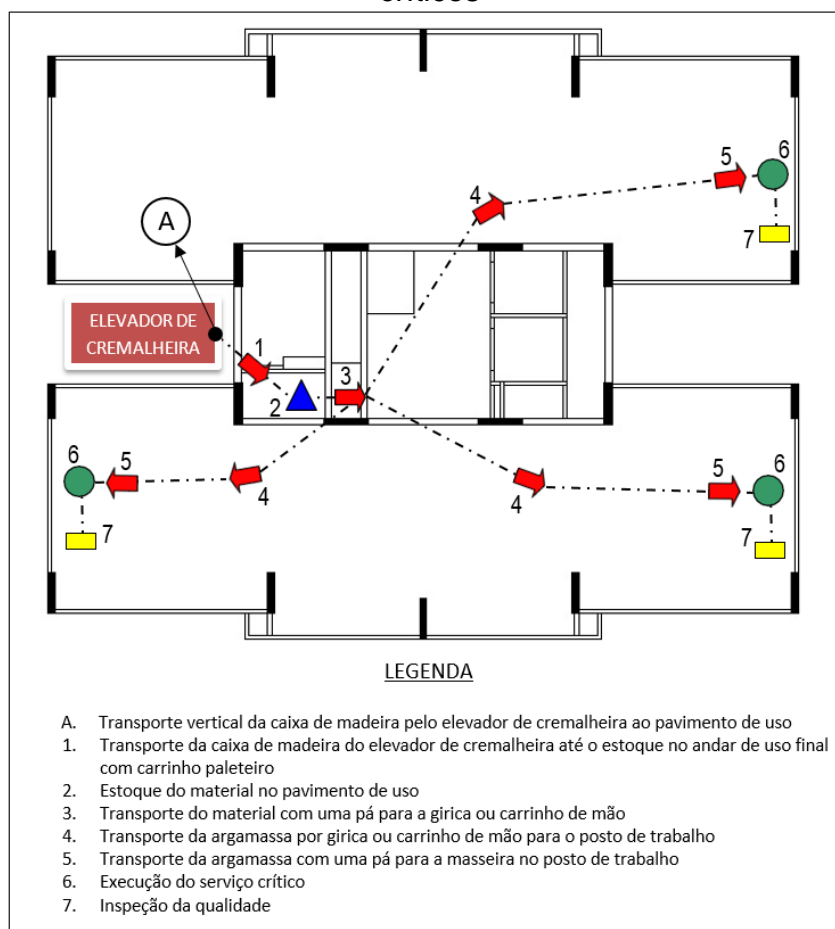 A
ELEVADOR DE
CREMALHEIRA
1
2
3
4
5
6
7
6
5
4
7
4
5
6
7
LEGENDA
A. Transporte vertical da caixa de madeira pelo elevador de cremalheira ao pavimento de uso
1. Transporte da caixa de madeira do elevador de cremalheira até o estoque no andar de uso final
com carrinho paleteiro
2. Estoque do material no pavimento de uso
3. Transporte do material com uma pá para a girica ou carrinho de mão
4. Transporte da argamassa por girica ou carrinho de mão para o posto de trabalho
5. Transporte da argamassa com uma pá para a masseira no posto de trabalho
6. Execução do serviço crítico
7. Inspeção da qualidade